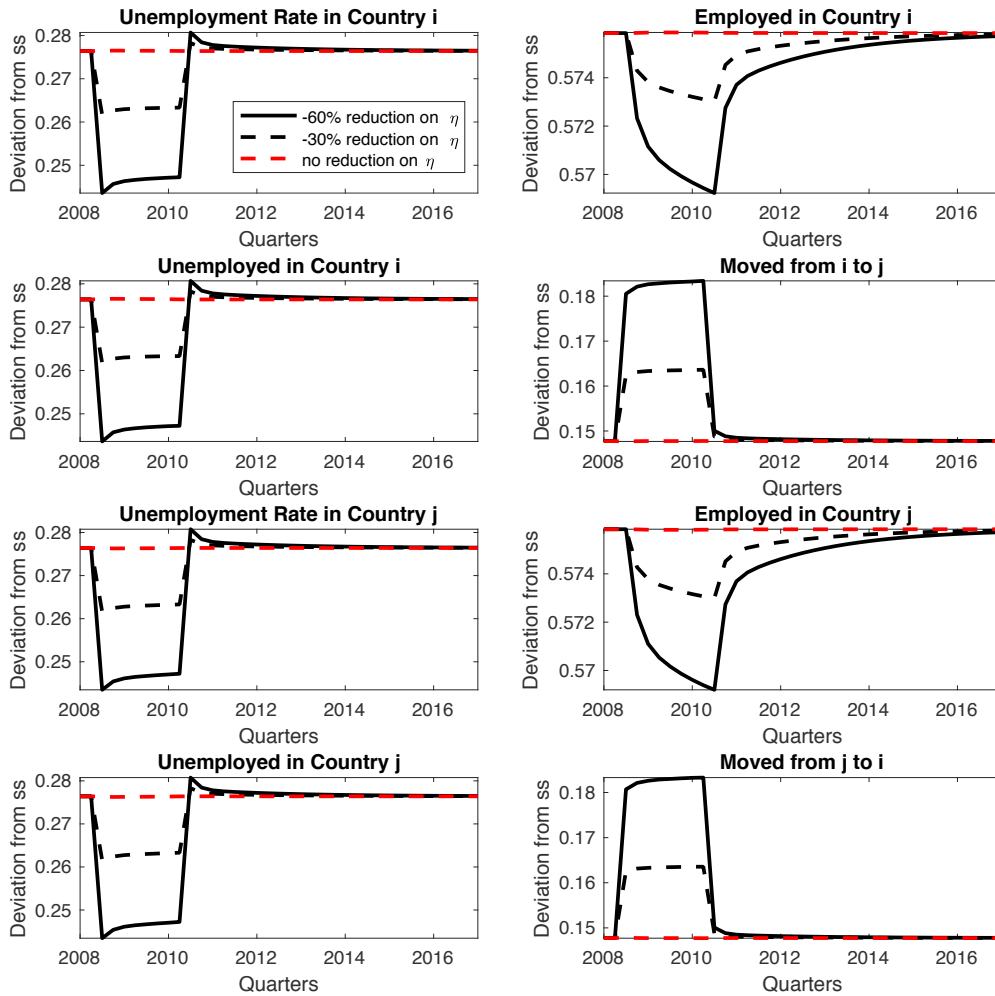 Unemployment Rate in Country i
Deviation from ss
0.28
0.27
0.26
0.25
-60% reduction on η
-30% reduction on η
no reduction on η
2008 2010 2012 2014 2016
Quarters
Employed in Country i
Deviation from ss
0.574
0.572
0.57
2008 2010 2012 2014 2016
Quarters
Unemployed in Country i
Deviation from ss
0.28
0.27
0.26
0.25
2008 2010 2012 2014 2016
Quarters
Moved from i to j
Deviation from ss
0.18
0.17
0.16
0.15
2008 2010 2012 2014 2016
Quarters
Unemployment Rate in Country j
Deviation from ss
0.28
0.27
0.26
0.25
2008 2010 2012 2014 2016
Quarters
Employed in Country j
Deviation from ss
0.574
0.572
0.57
2008 2010 2012 2014 2016
Quarters
Unemployed in Country j
Deviation from ss
0.28
0.27
0.26
0.25
2008 2010 2012 2014 2016
Quarters
Moved from j to i
Deviation from ss
0.18
0.17
0.16
0.15
2008 2010 2012 2014 2016
Quarters